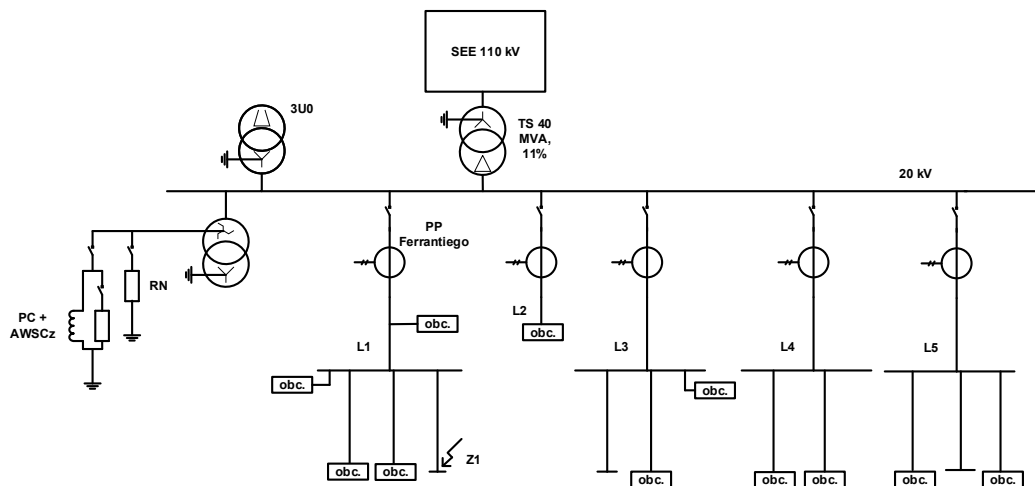 SEE 110 kV
3U0
TS 40
MVA,
11%
20 kV
PP
Ferrantiego
RN
PC +
AWSCz
obc.
L2
obc.
L1
L3
L4
L5
obc.
obc.
obc.
obc.
Z1
obc.
obc.
obc.
obc.
obc.
obc.